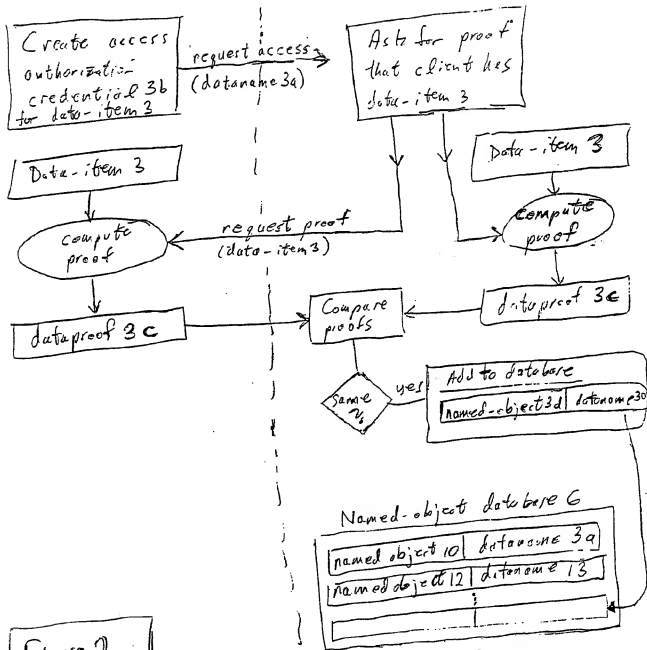 Create access
authorization
credential 3b
for data-item 3
request access
(dataname 3a)
Asks for proof
that client has
data-item 3
Data-item 3
Data-item 3
compute
proof
request proof
(data-item 3)
compute
proof
dataproof 3c
Compare
proofs
dataproof 3c
same
?
yes
Add to database
named-object 3d dataname 3a
Named-object database 6
named object 10 dataname 3a
named object 12 dataname 13